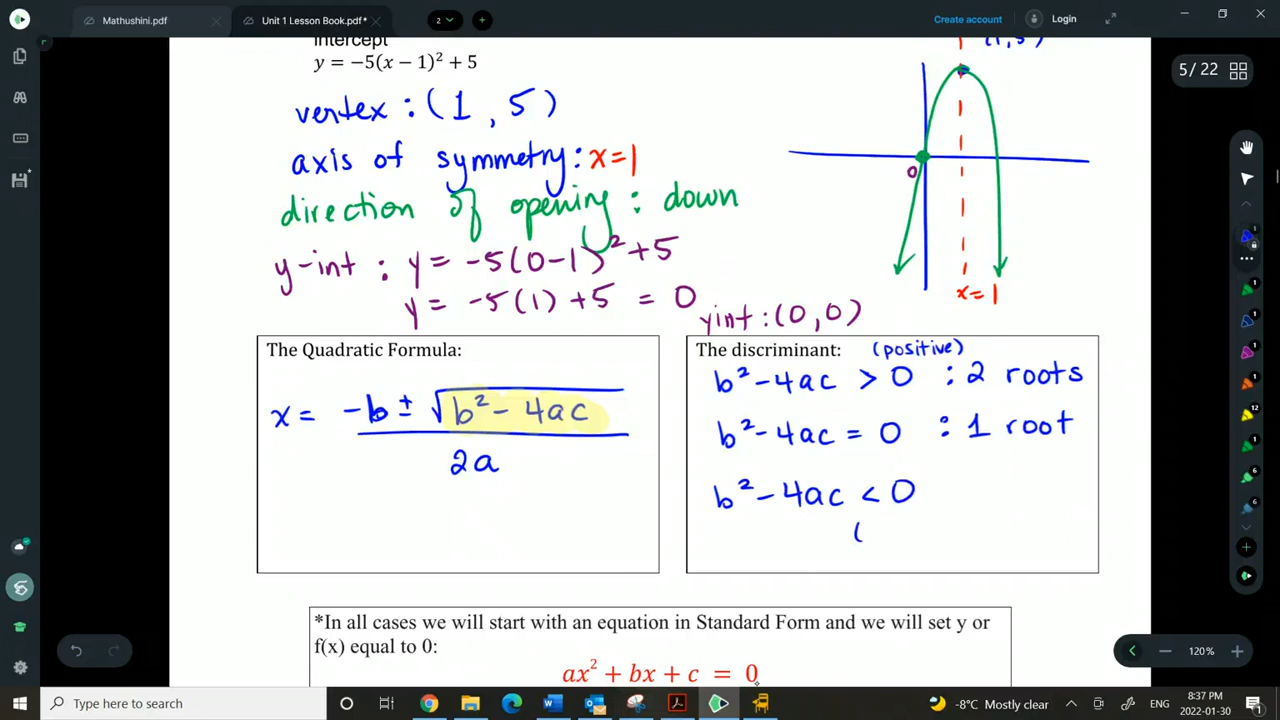 Mathushini.pdf
Unit 1 Lesson Book.pdf*
2
Create account
Login
intercept
y = −5(x − 1)² + 5
5 / 22
vertex : (1, 5)
axis of symmetry: x=1
direction of opening : down
y-int : y = -5(0-1)² +5
y = -5(1) +5 = 0
yint : (0,0)
0
x=1
The Quadratic Formula:
x = -b ± √b² - 4ac
2a
The discriminant: (positive)
b² - 4ac > 0 : 2 roots
b² - 4ac = 0 : 1 root
b² - 4ac < 0
(
*In all cases we will start with an equation in Standard Form and we will set y or
f(x) equal to 0:
ax² + bx + c = 0
120%
Type here to search
-8°C Mostly clear
ENG
8:37 PM
2022-01-30